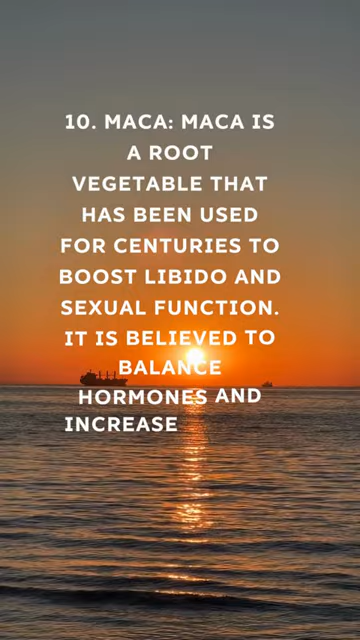 10. MACA: MACA IS
A ROOT
VEGETABLE THAT
HAS BEEN USED
FOR CENTURIES TO
BOOST LIBIDO AND
SEXUAL FUNCTION.
IT IS BELIEVED TO
BALANCE
HORMONES AND
INCREASE